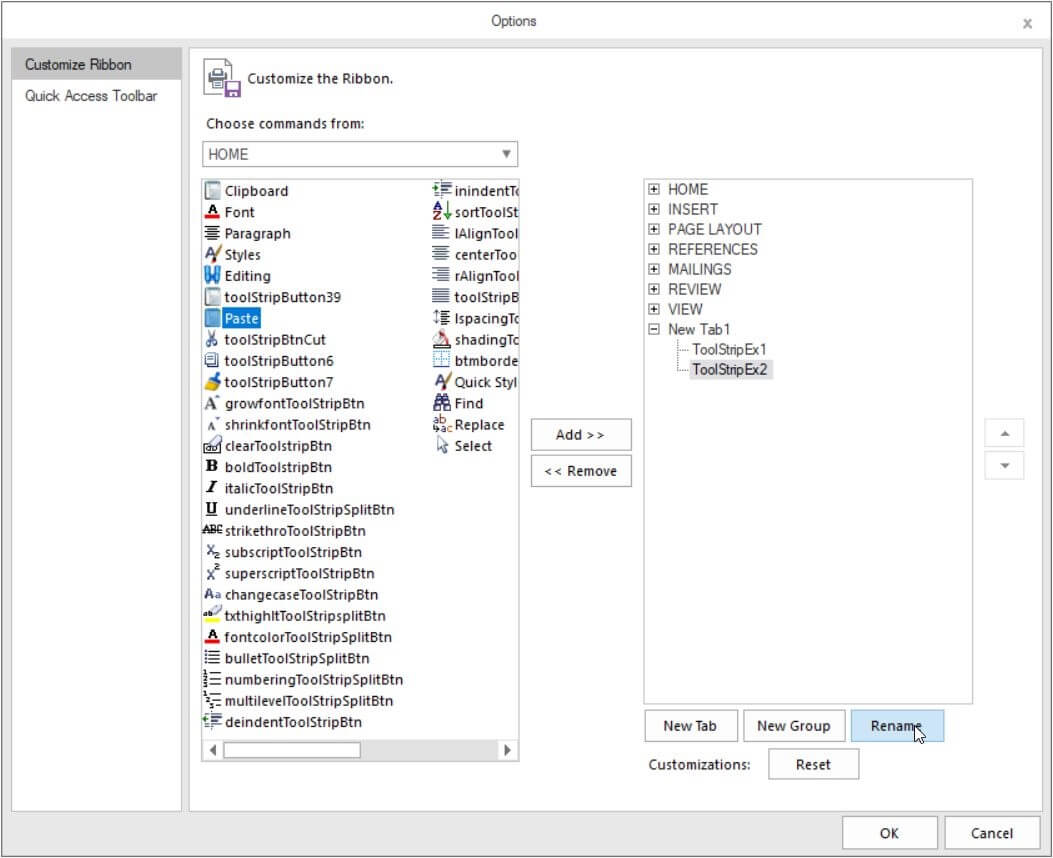 Options
x
Customize Ribbon
Quick Access Toolbar
Customize the Ribbon.
Choose commands from:
HOME
Clipboard
Font
Paragraph
Styles
Editing
toolStripButton39
Paste
toolStripBtnCut
toolStripButton6
toolStripButton7
growfontToolStripBtn
shrinkfontToolStripBtn
clearToolstripBtn
boldToolstripBtn
italicToolStripBtn
underlineToolStripSplitBtn
strikethroToolStripBtn
subscriptToolStripBtn
superscriptToolStripBtn
changecaseToolStripBtn
txthighltToolStripsplitBtn
fontcolorToolStripSplitBtn
bulletToolStripSplitBtn
numberingToolStripSplitBtn
multilevelToolStripSplitBtn
deindentToolStripBtn
inindentTo
sortToolSt
lAlignTool
centerToo
rAlignTool
toolStripB
lspacingTo
shadingTo
btmborde
Quick Styl
Find
Replace
Select
Add >>
<< Remove
HOME
INSERT
PAGE LAYOUT
REFERENCES
MAILINGS
REVIEW
VIEW
New Tab1
ToolStripEx1
ToolStripEx2
New Tab
New Group
Rename
Customizations:
Reset
OK
Cancel